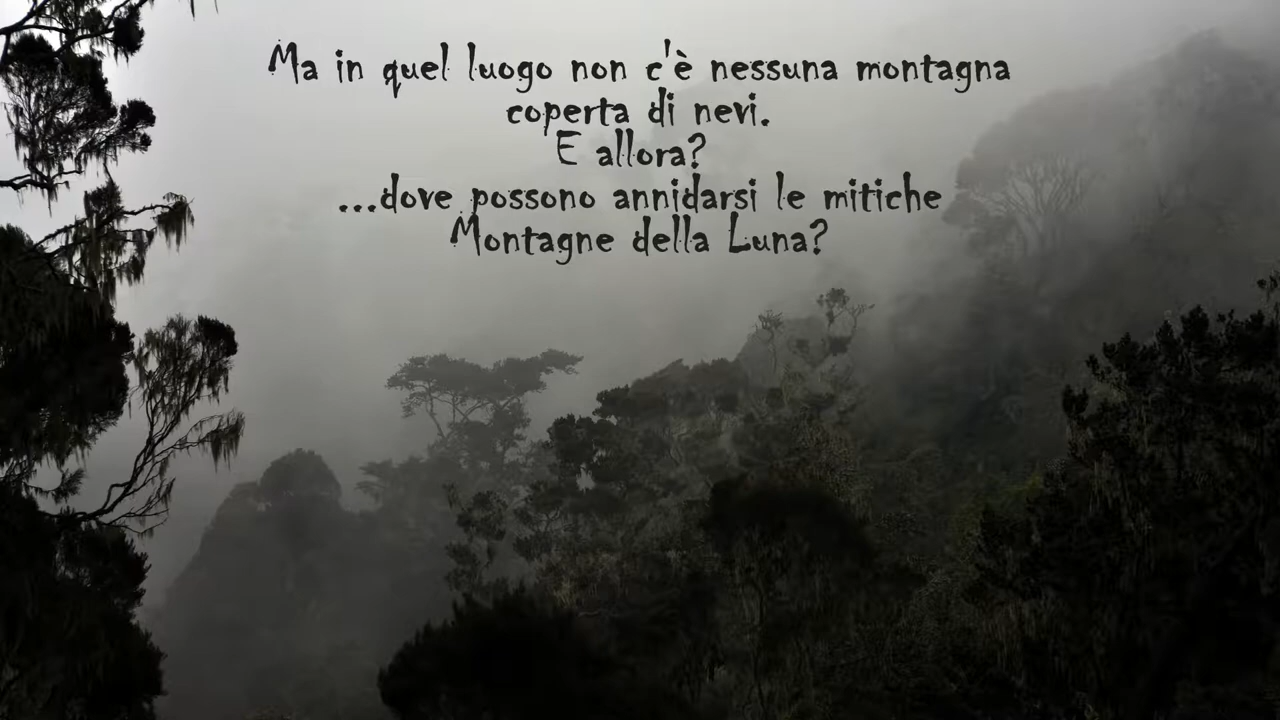 Ma in quel luogo non c'è nessuna montagna
coperta di nevi.
E allora?
...dove possono annidarsi le mitiche
Montagne della Luna?